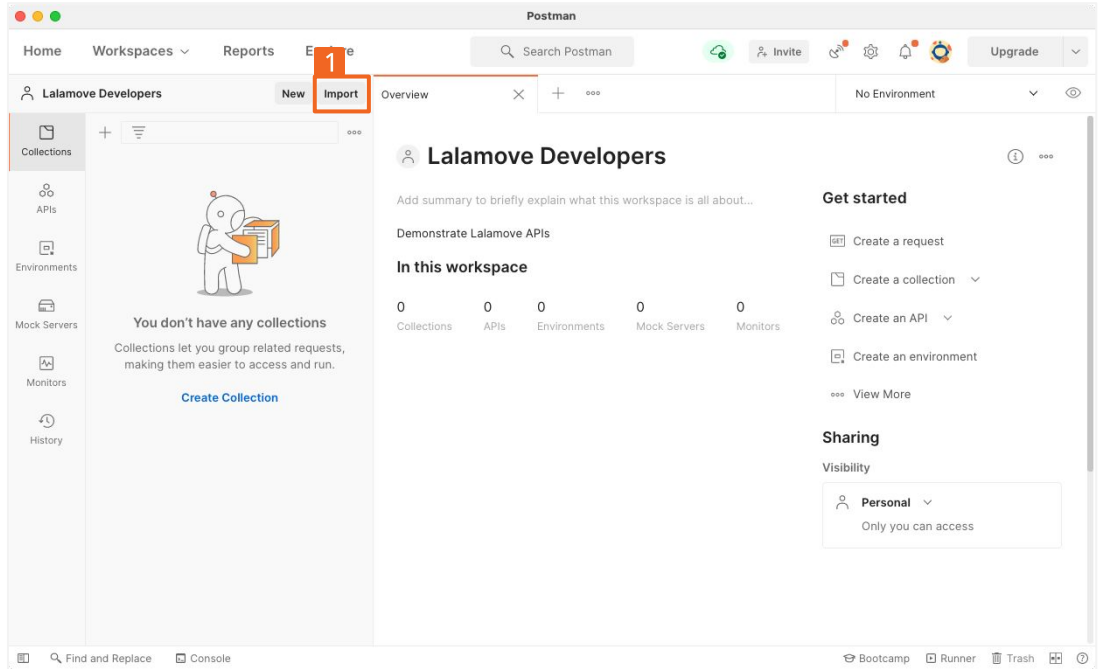 Postman
Home Workspaces Reports E re Search Postman Invite Upgrade
1
Lalamove Developers New Import Overview No Environment
Collections
APIs
Environments
Mock Servers
Monitors
History
You don't have any collections
Collections let you group related requests,
making them easier to access and run.
Create Collection
Lalamove Developers
Add summary to briefly explain what this workspace is all about...
Demonstrate Lalamove APIs
In this workspace
0 0 0 0 0
Collections APIs Environments Mock Servers Monitors
Get started
GET Create a request
Create a collection
Create an API
Create an environment
View More
Sharing
Visibility
Personal
Only you can access
Find and Replace Console Bootcamp Runner Trash